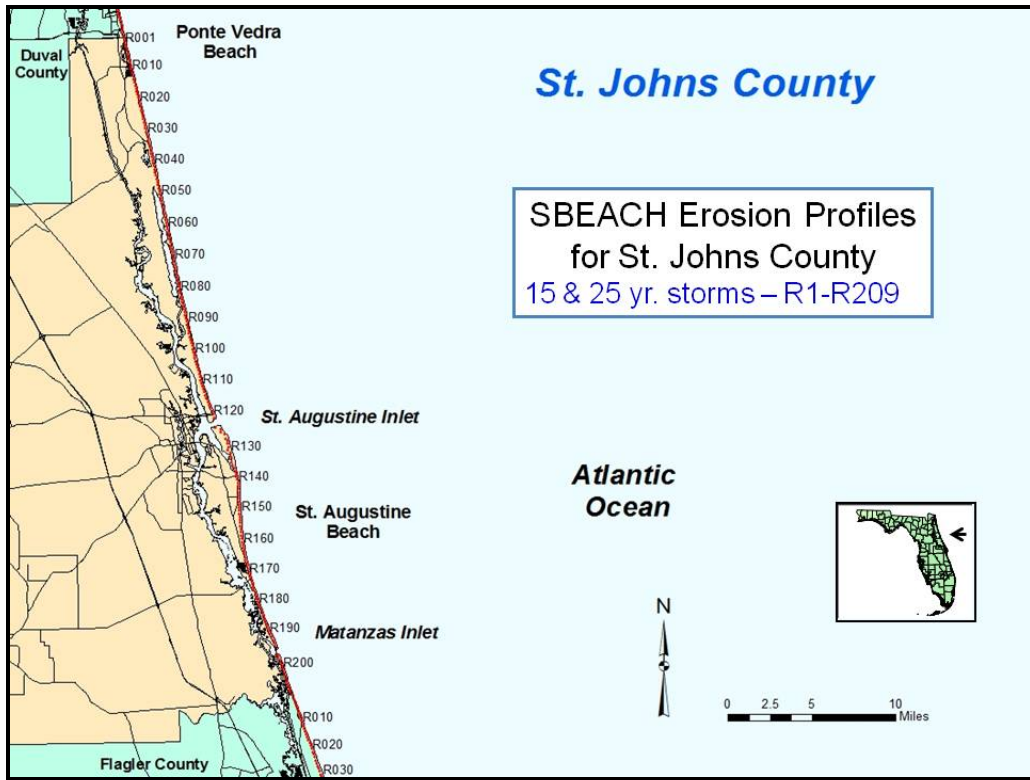 Ponte Vedra
Beach
Duval
County
St. Johns County
SBEACH Erosion Profiles
for St. Johns County
15 & 25 yr. storms – R1-R209
R001
R010
R020
R030
R040
R050
R060
R070
R080
R090
R100
R110
R120
St. Augustine Inlet
R130
R140
R150
St. Augustine
Beach
R160
R170
R180
R190
Matanzas Inlet
R200
Atlantic
Ocean
N
0 2.5 5 10
Miles
R010
R020
R030
Flagler County